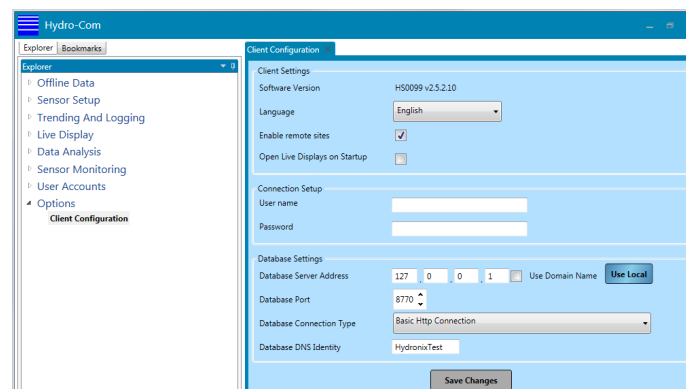 Hydro-Com
Explorer Bookmarks
Explorer
Offline Data
Sensor Setup
Trending And Logging
Live Display
Data Analysis
Sensor Monitoring
User Accounts
Options
Client Configuration
Client Configuration
Client Settings
Software Version HS0099 v2.5.2.10
Language English
Enable remote sites
Open Live Displays on Startup
Connection Setup
User name
Password
Database Settings
Database Server Address 127 . 0 . 0 . 1 Use Domain Name Use Local
Database Port 8770
Database Connection Type Basic Http Connection
Database DNS Identity HydronixTest
Save Changes